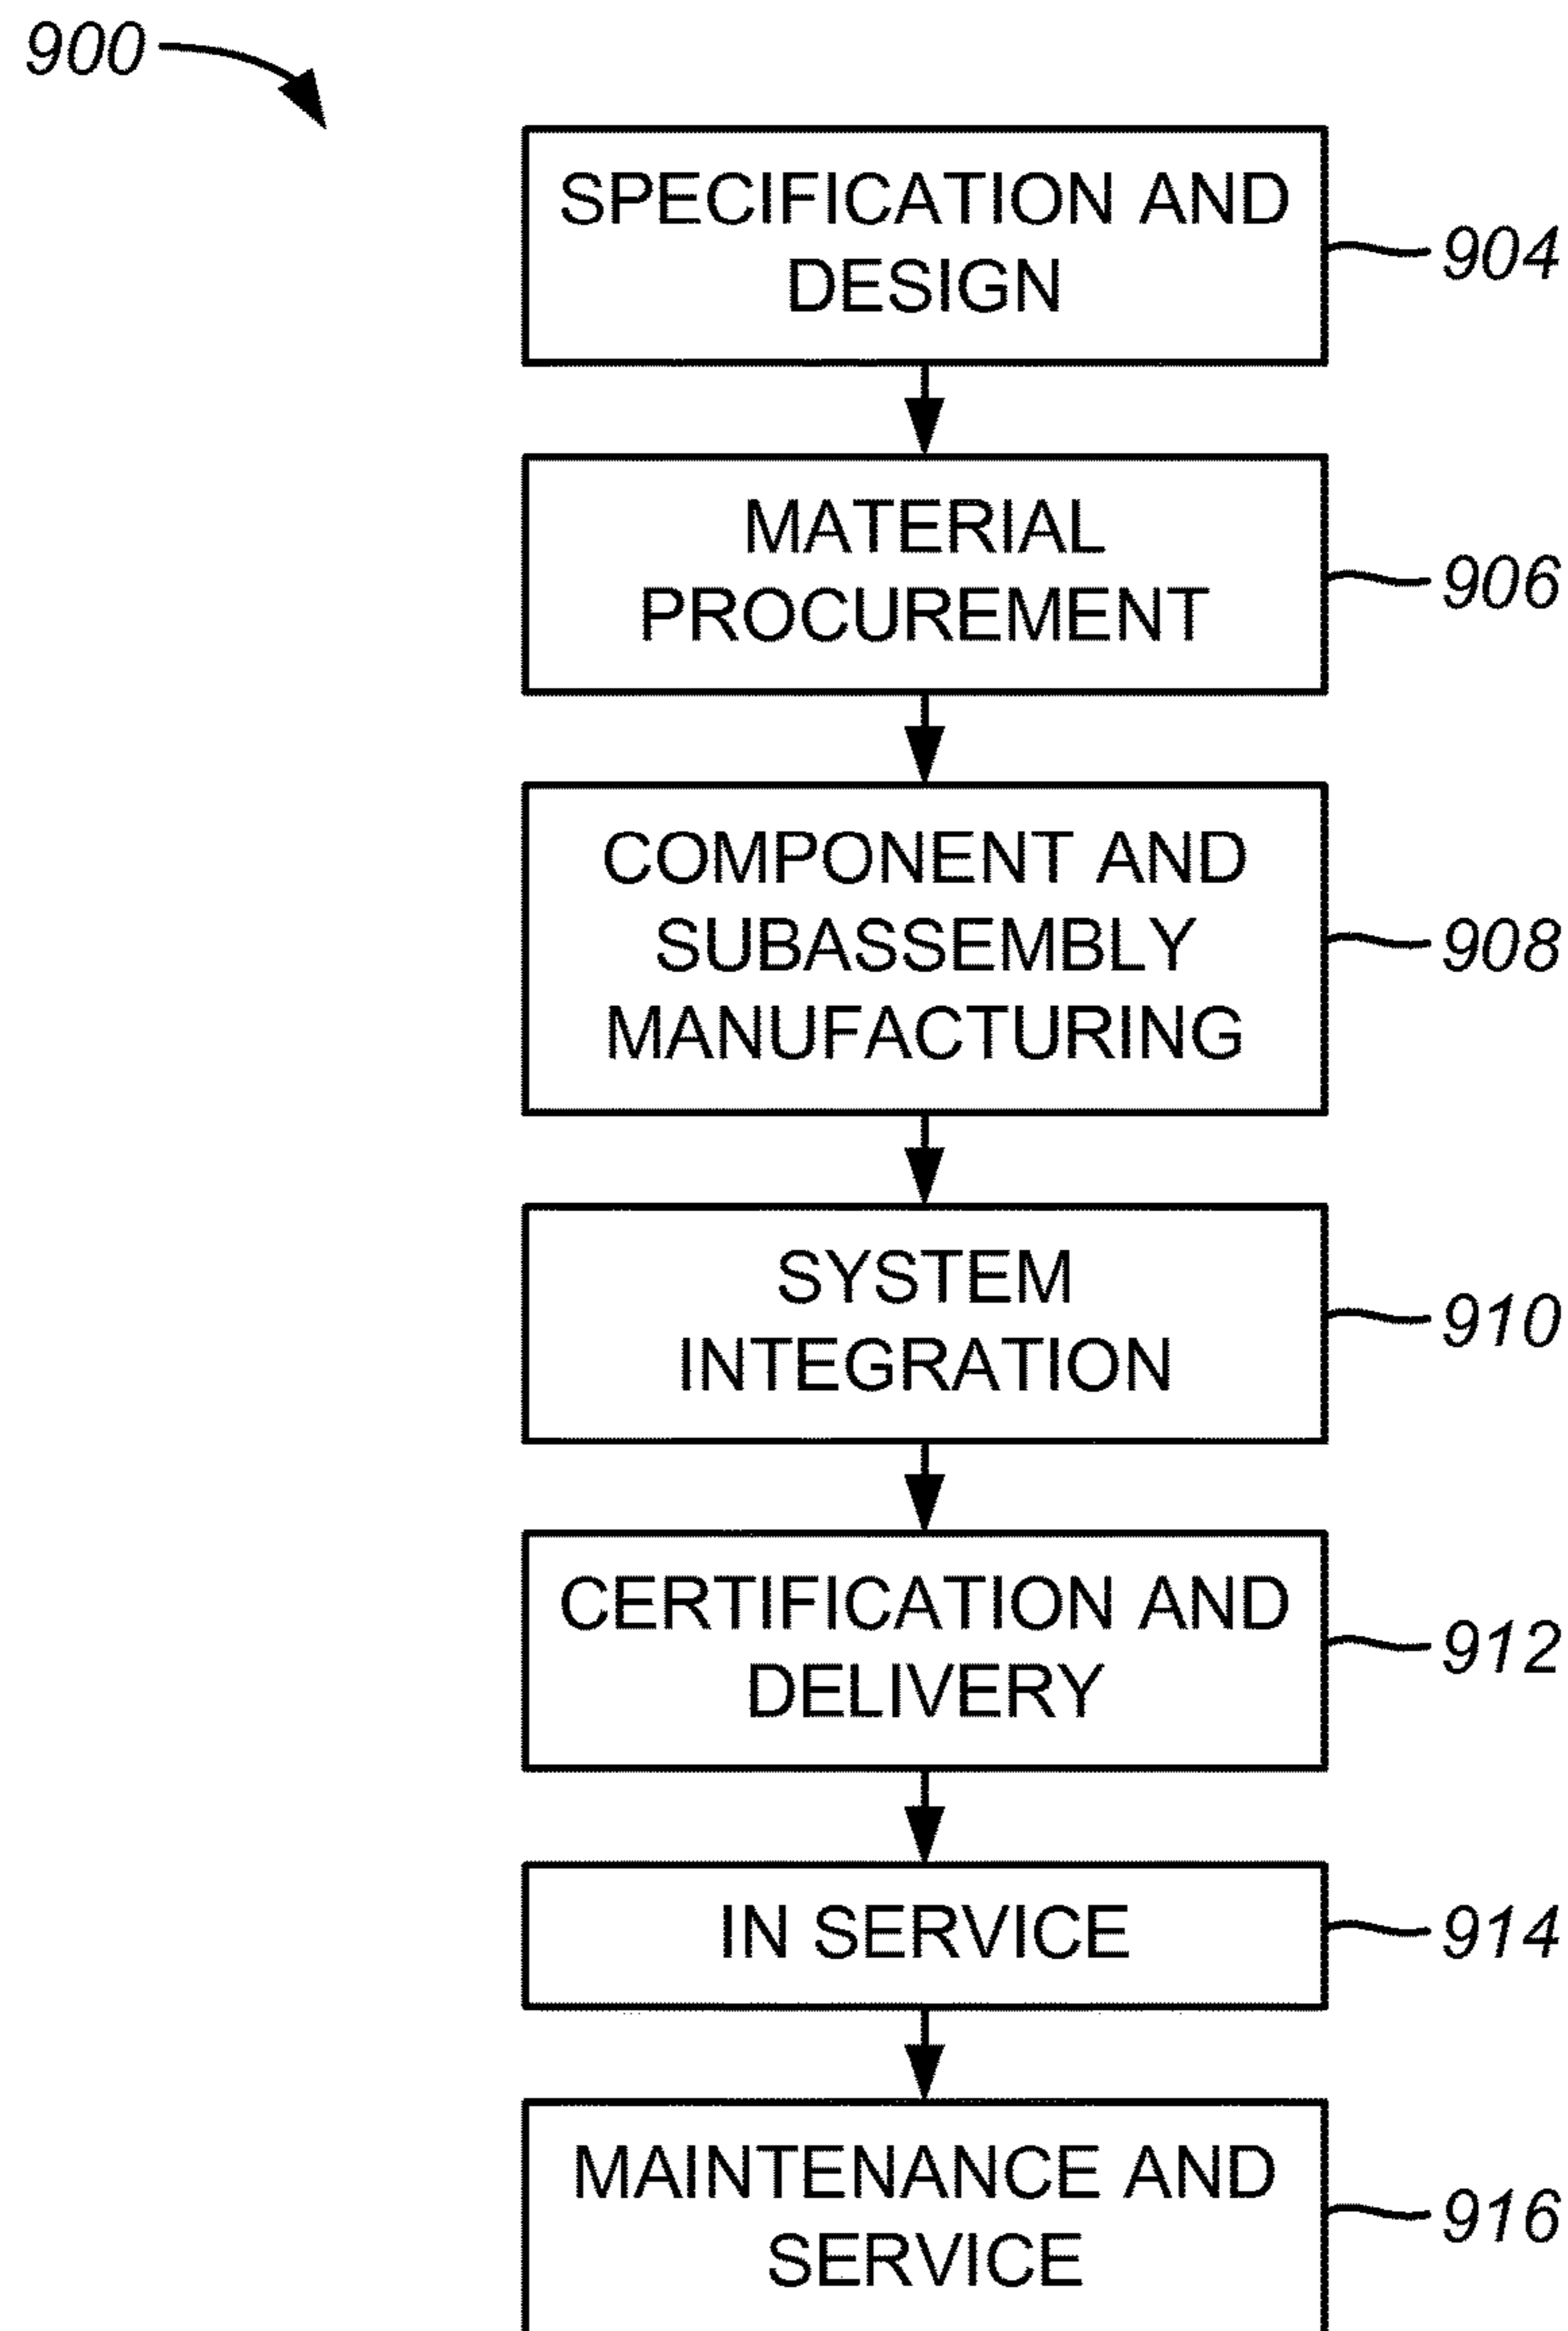 900
SPECIFICATION AND
DESIGN
904
MATERIAL
PROCUREMENT
906
COMPONENT AND
SUBASSEMBLY
MANUFACTURING
908
SYSTEM
INTEGRATION
910
CERTIFICATION AND
DELIVERY
912
IN SERVICE
914
MAINTENANCE AND
SERVICE
916